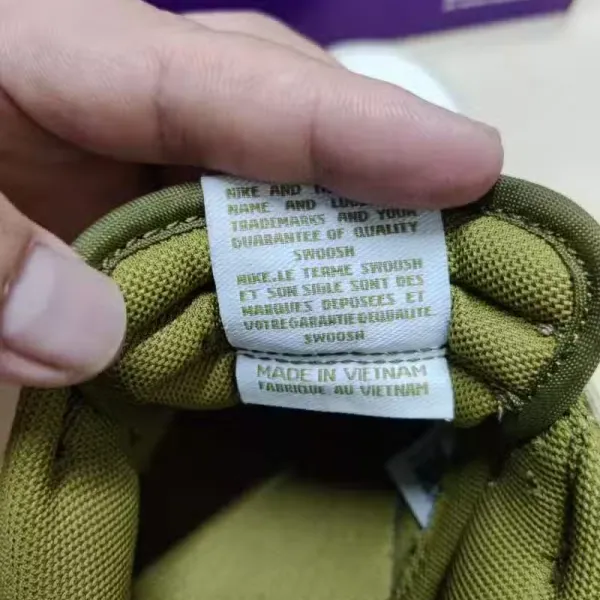 NIKE AND
NAME AND
TRADEMARKS AND YOUR
GUARANTEE OF QUALITY
SWOOSH
NIKE.LE TERME SWOOSH
ET SON SIGLE SONT DES
MARQUES DEPOSEES ET
VOTREGARANTIE DEQUALITE
SWOOSH
MADE IN VIETNAM
FABRIQUE AU VIETNAM